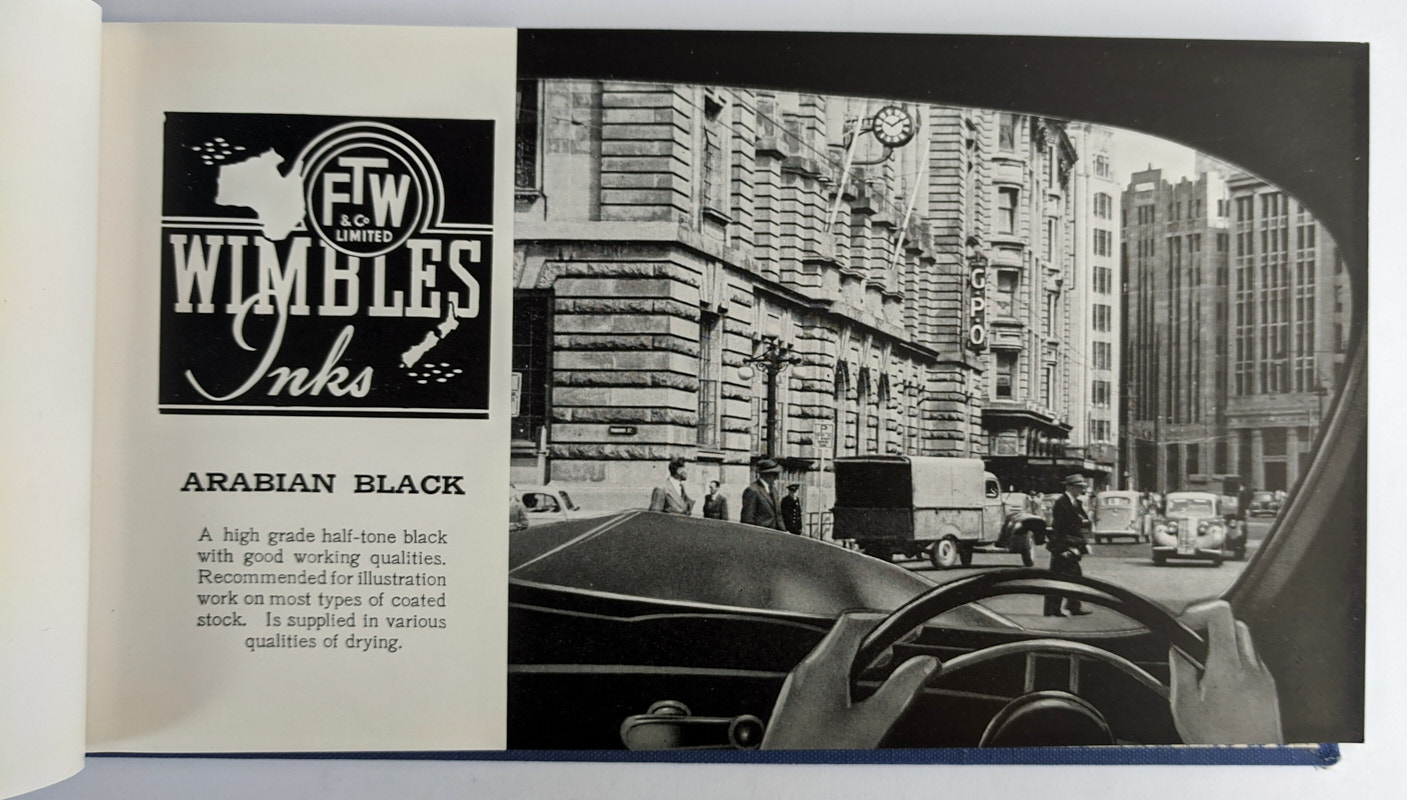 FTW
& Co
LIMITED
WIMBLES
Inks
ARABIAN BLACK
A high grade half-tone black
with good working qualities.
Recommended for illustration
work on most types of coated
stock. Is supplied in various
qualities of drying.
G.P.O